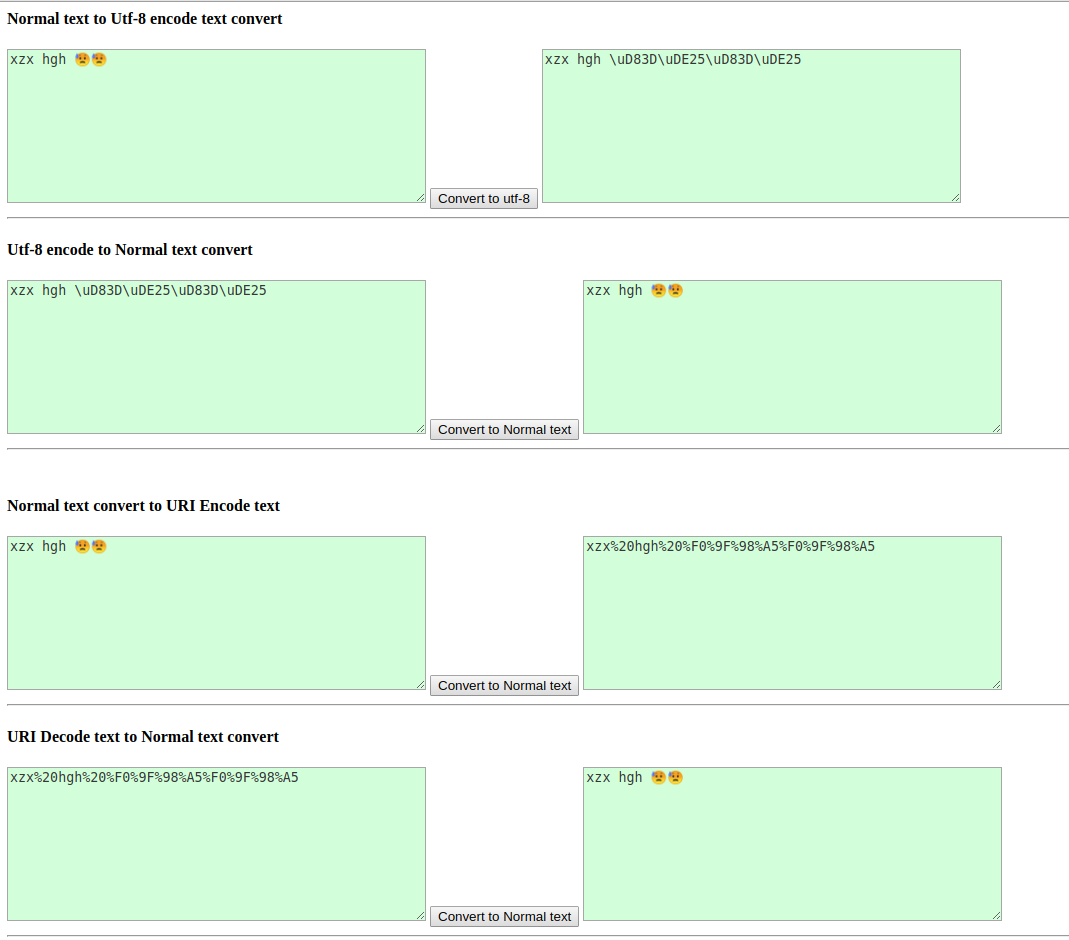 Normal text to Utf-8 encode text convert
xzx hgh 😥😥
Convert to utf-8
xzx hgh \uD83D\uDE25\uD83D\uDE25
Utf-8 encode to Normal text convert
xzx hgh \uD83D\uDE25\uD83D\uDE25
Convert to Normal text
xzx hgh 😥😥
Normal text convert to URI Encode text
xzx hgh 😥😥
Convert to Normal text
xzx%20hgh%20%F0%9F%98%A5%F0%9F%98%A5
URI Decode text to Normal text convert
xzx%20hgh%20%F0%9F%98%A5%F0%9F%98%A5
Convert to Normal text
xzx hgh 😥😥